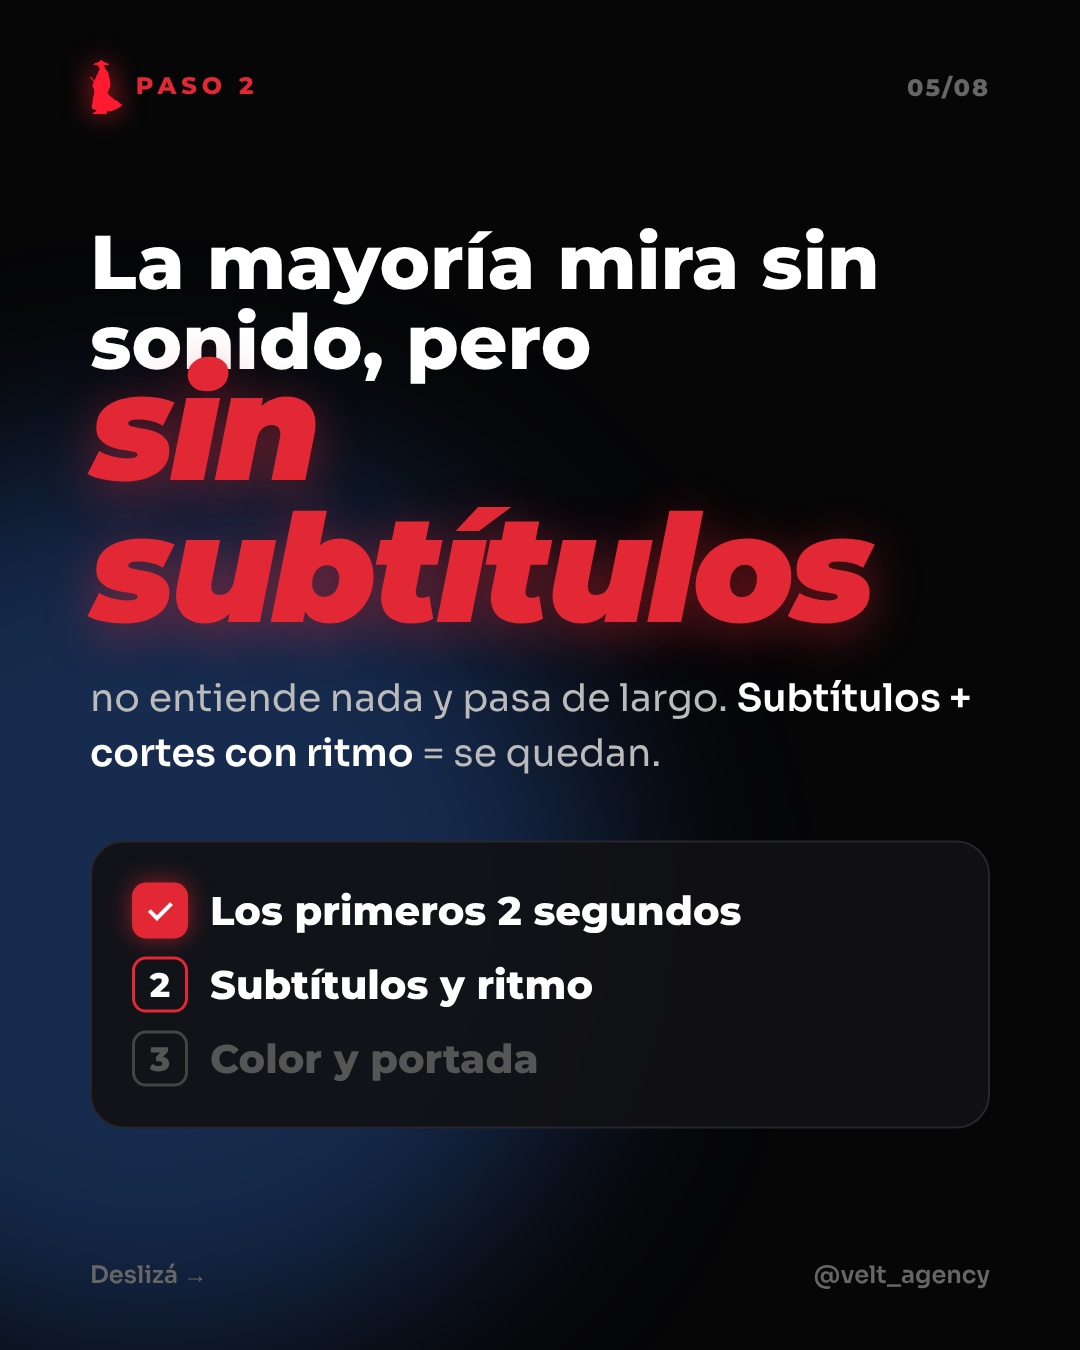 PASO 2
05/08
La mayoría mira sin
sonido, pero
sin
subtítulos
no entiende nada y pasa de largo. Subtítulos +
cortes con ritmo = se quedan.
Los primeros 2 segundos
2 Subtítulos y ritmo
3 Color y portada
Deslizá →
@velt_agency